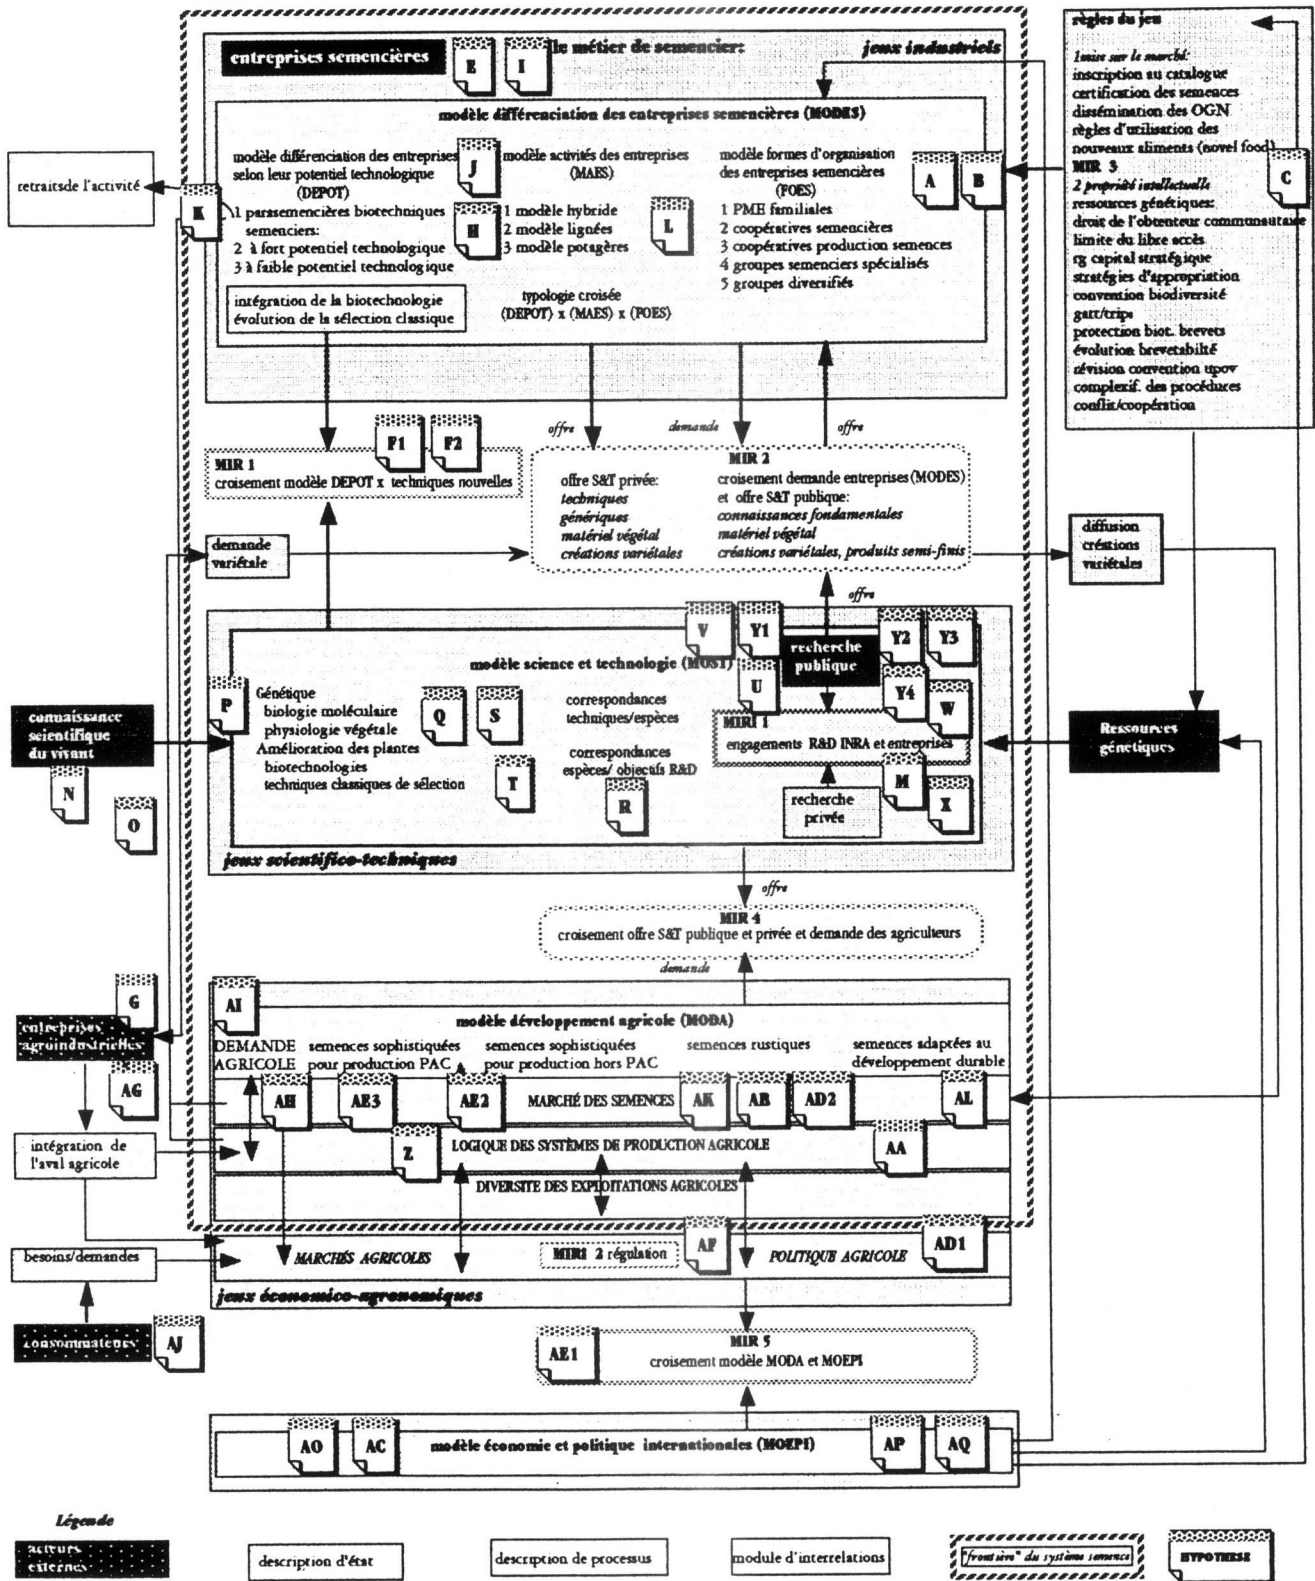 règles du jeu
1 mise sur le marché:
inscription au catalogue
certification des semences
dissémination des OGN
règles d'utilisation des
nouveaux aliments (novel food)
MIR 3
2 propriété intellectuelle
ressources génétiques:
droit de l'obtenteur communautaire
limite du libre accès
rg capital stratégique
stratégies d'appropriation
convention biodiversité
gatt/trips
protection biot. brevets
évolution brevetabilté
révision convention upov
complexif. des procédures
conflit/coopération
C
entreprises semencières
E
I
le métier de semencier:
jeux industriels
modèle différenciation des entreprises semencières (MODES)
modèle différenciation des entreprises
selon leur potentiel technologique
(DEPOT)
1 parasemencières biotechniques
semenciers:
2 à fort potentiel technologique
3 à faible potentiel technologique
intégration de la biotechnologie
évolution de la sélection classique
J
H
modèle activités des entreprises
(MAES)
1 modèle hybride
2 modèle lignées
3 modèle potagères
L
typologie croisée
(DEPOT) x (MAES) x (FOES)
modèle formes d'organisation
des entreprises semencières
(FOES)
1 PME familiales
2 coopératives semencières
3 coopératives production semences
4 groupes semenciers spécialisés
5 groupes diversifiés
A
B
retraitsde l'activité
K
offre
demande
offre
F1
F2
MIR 1
croisement modèle DEPOT x techniques nouvelles
MIR 2
offre S&T privée:
techniques
génériques
matériel végétal
créations variétales
croisement demande entreprises (MODES)
et offre S&T publique:
connaissances fondamentales
matériel végétal
créations variétales, produits semi-finis
demande
variétale
diffusion
créations
variétales
offre
V
Y1
Y2
Y3
modèle science et technologie (MOST)
recherche
publique
U
Y4
W
P
Génétique
biologie moléculaire
physiologie végétale
Amélioration des plantes
biotechnologies
techniques classiques de sélection
Q
S
T
correspondances
techniques/espèces
correspondances
espèces/ objectifs R&D
R
MIRI 1
engagements R&D INRA et entreprises
M
X
recherche
privée
jeux scientifico-techniques
connaissance
scientifique
du vivant
N
O
Ressources
génétiques
offre
MIR 4
croisement offre S&T publique et privée et demande des agriculteurs
demande
G
entreprises
agroindustrielles
AG
intégration de
l'aval agricole
besoins/demandes
consommateurs
AJ
AI
modèle développement agricole (MODA)
DEMANDE
AGRICOLE
semences sophistiquées
pour production PAC
semences sophistiquées
pour production hors PAC
semences rustiques
semences adaptées au
développement durable
AH
AE3
AE2
MARCHÉ DES SEMENCES
AK
AB
AD2
AL
Z
LOGIQUE DES SYSTÈMES DE PRODUCTION AGRICOLE
AA
DIVERSITE DES EXPLOITATIONS AGRICOLES
MARCHÉS AGRICOLES
MIRI 2 régulation
AF
POLITIQUE AGRICOLE
AD1
jeux économico-agronomiques
AE1
MIR 5
croisement modèle MODA et MOEPI
AO
AC
modèle économie et politique internationales (MOEPI)
AP
AQ
Légende
acteurs
externes
description d'état
description de processus
module d'interrelations
"frontière" du système semence
HYPOTHESE